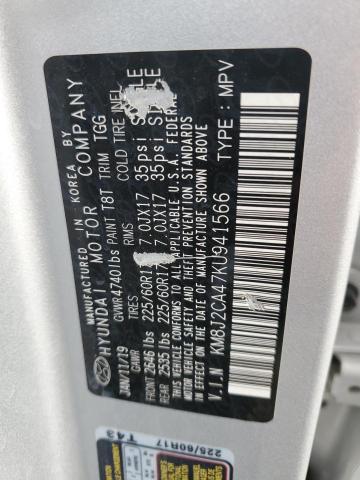 MANUFACTURED IN KOREA BY
HYUNDAI MOTOR COMPANY
JAN/11/19 GVWR 4740lbs PAINT T8T TRIM TGG
GAWR TIRES RIMS COLD TIRE
FRONT 2646 lbs 225/60R17 7.0JX17 35psi
REAR 2535 lbs 225/60R17 7.0JX17 35psi SINGLE
THIS VEHICLE CONFORMS TO ALL APPLICABLE U.S.A. FEDERAL
MOTOR VEHICLE SAFETY AND THEFT PREVENTION STANDARDS
IN EFFECT ON THE DATE OF MANUFACTURE SHOWN ABOVE.
V.I.N KM8J2CA47KU941566 TYPE : MPV
225/60R17
T43